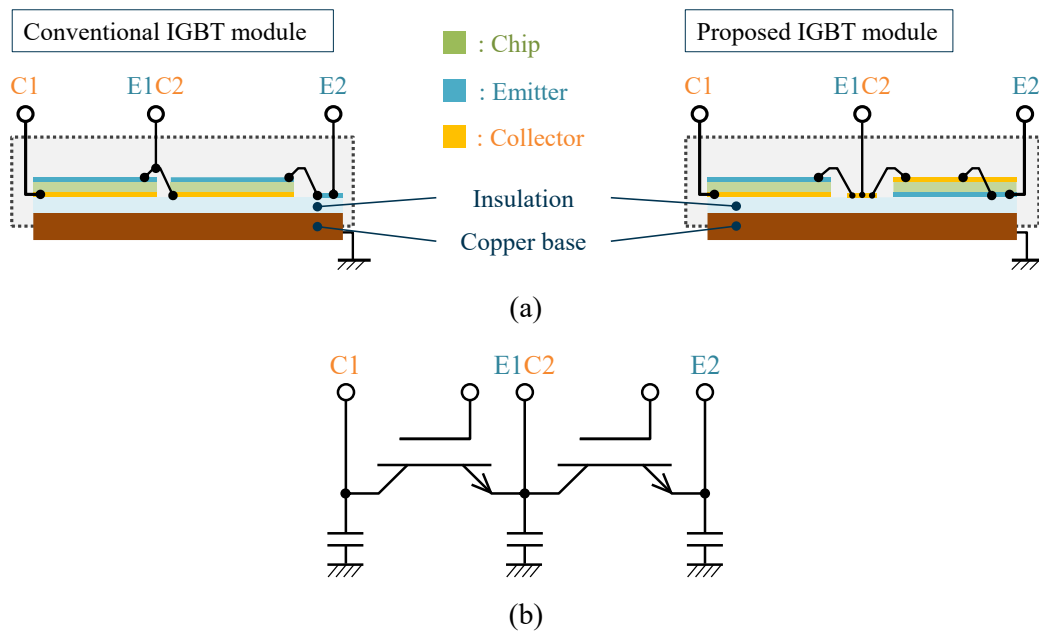 Conventional IGBT module
: Chip
Proposed IGBT module
C1
E1C2
E2
: Emitter
: Collector
C1
E1C2
E2
Insulation
Copper base
(a)
C1
E1C2
E2
(b)